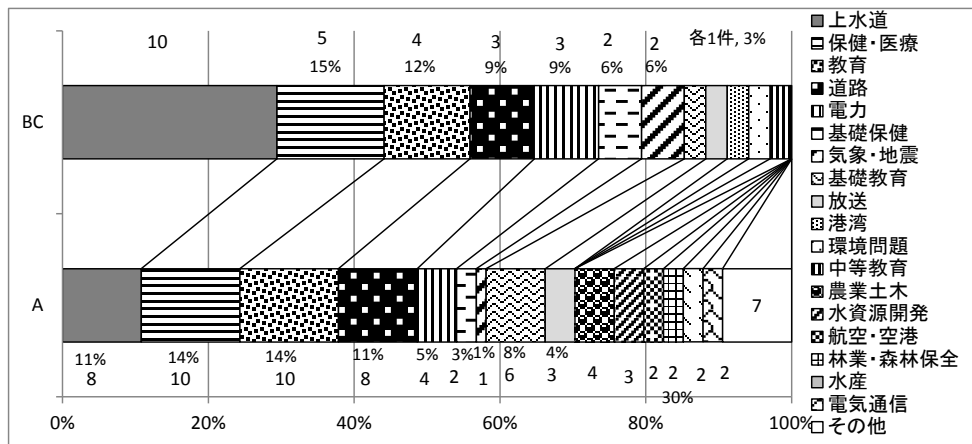 10 5 4 3 3 2 2 各1件, 3%
15% 12% 9% 9% 6% 6%
BC
A
7
11% 14% 14% 11% 5% 3% 1% 8% 4%
8 10 10 8 4 2 1 6 3 4 3 2 2 2 2
30%
0% 20% 40% 60% 80% 100%
上水道
保健・医療
教育
道路
電力
基礎保健
気象・地震
基礎教育
放送
港湾
環境問題
中等教育
農業土木
水資源開発
航空・空港
林業・森林保全
水産
電気通信
その他